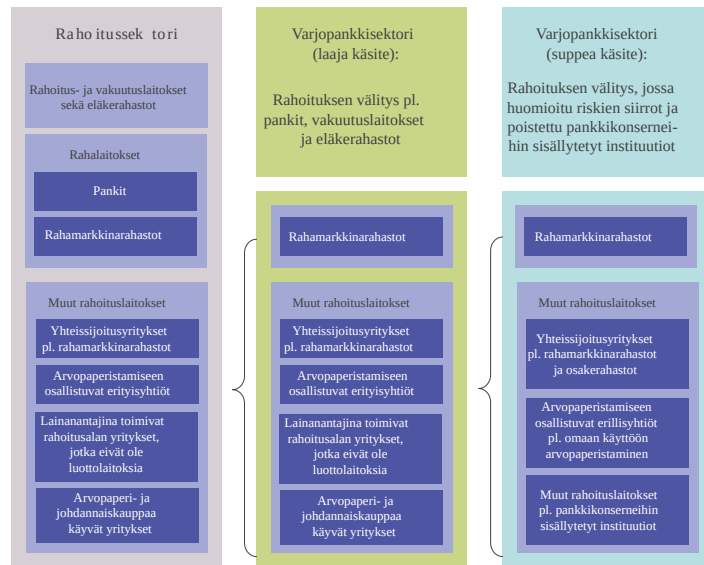 Rahoitussektori
Rahoitus- ja vakuutuslaitokset
sekä eläkerahastot
Rahalaitokset
Pankit
Rahamarkkinarahastot
Muut rahoituslaitokset
Yhteissijoitusyritykset
pl. rahamarkkinarahastot
Arvopaperistamiseen
osallistuvat erityisyhtiöt
Lainanantajina toimivat
rahoitusalan yritykset,
jotka eivät ole
luottolaitoksia
Arvopaperi- ja
johdannaiskauppaa
käyvät yritykset
Varjopankkisektori
(laaja käsite):
Rahoituksen välitys pl.
pankit, vakuutuslaitokset
ja eläkerahastot
Rahamarkkinarahastot
Muut rahoituslaitokset
Yhteissijoitusyritykset
pl. rahamarkkinarahastot
Arvopaperistamiseen
osallistuvat erityisyhtiöt
Lainanantajina toimivat
rahoitusalan yritykset,
jotka eivät ole
luottolaitoksia
Arvopaperi- ja
johdannaiskauppaa
käyvät yritykset
Varjopankkisektori
(suppea käsite):
Rahoituksen välitys, jossa
huomioitu riskien siirrot ja
poistettu pankkikonsernei-
hin sisällytetyt instituutiot
Rahamarkkinarahastot
Muut rahoituslaitokset
Yhteissijoitusyritykset
pl. rahamarkkinarahastot
ja osakerahastot
Arvopaperistamiseen
osallistuvat erillisyhtiöt
pl. omaan käyttöön
arvopaperistaminen
Muut rahoituslaitokset
pl. pankkikonserneihin
sisällytetyt instituutiot